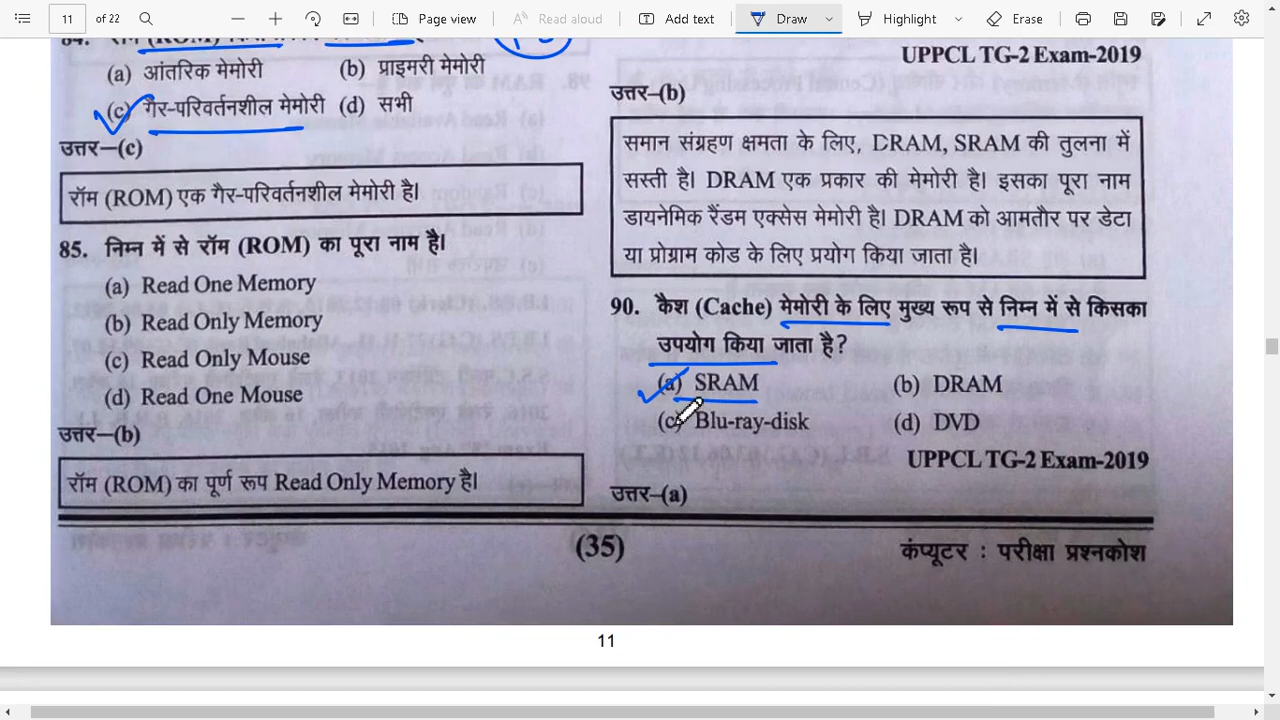 11 of 22
Page view
Read aloud
Add text
Draw
Highlight
Erase
84. रॉम (ROM)
(a) आंतरिक मेमोरी (b) प्राइमरी मेमोरी
(c) गैर-परिवर्तनशील मेमोरी (d) सभी
उत्तर–(c)
रॉम (ROM) एक गैर-परिवर्तनशील मेमोरी है।
85. निम्न में से रॉम (ROM) का पूरा नाम है।
(a) Read One Memory
(b) Read Only Memory
(c) Read Only Mouse
(d) Read One Mouse
उत्तर–(b)
रॉम (ROM) का पूर्ण रूप Read Only Memory है।
UPPCL TG-2 Exam-2019
उत्तर–(b)
समान संग्रहण क्षमता के लिए, DRAM, SRAM की तुलना में
सस्ती है। DRAM एक प्रकार की मेमोरी है। इसका पूरा नाम
डायनेमिक रैंडम एक्सेस मेमोरी है। DRAM को आमतौर पर डेटा
या प्रोग्राम कोड के लिए प्रयोग किया जाता है।
90. कैश (Cache) मेमोरी के लिए मुख्य रूप से निम्न में से किसका
उपयोग किया जाता है?
(a) SRAM (b) DRAM
(c) Blu-ray-disk (d) DVD
UPPCL TG-2 Exam-2019
उत्तर–(a)
(35)
कंप्यूटर : परीक्षा प्रश्नकोश
11